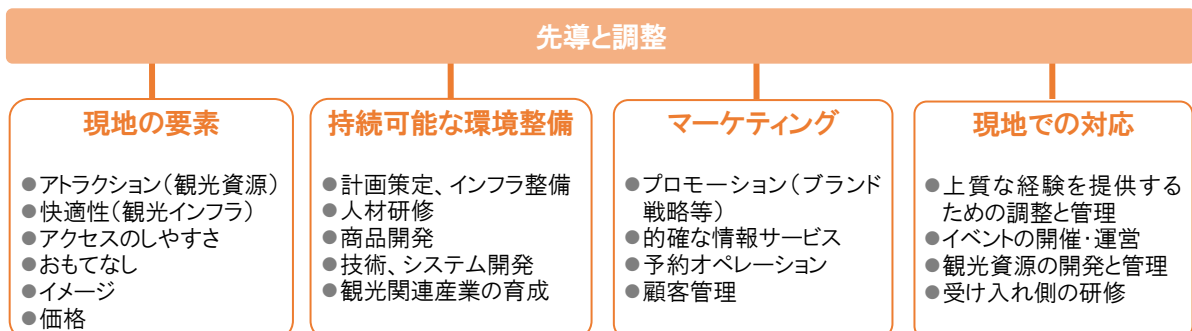 先導と調整
現地の要素
●アトラクション（観光資源）
●快適性（観光インフラ）
●アクセスのしやすさ
●おもてなし
●イメージ
●価格
持続可能な環境整備
●計画策定、インフラ整備
●人材研修
●商品開発
●技術、システム開発
●観光関連産業の育成
マーケティング
●プロモーション（ブランド
戦略等）
●的確な情報サービス
●予約オペレーション
●顧客管理
現地での対応
●上質な経験を提供する
ための調整と管理
●イベントの開催・運営
●観光資源の開発と管理
●受け入れ側の研修